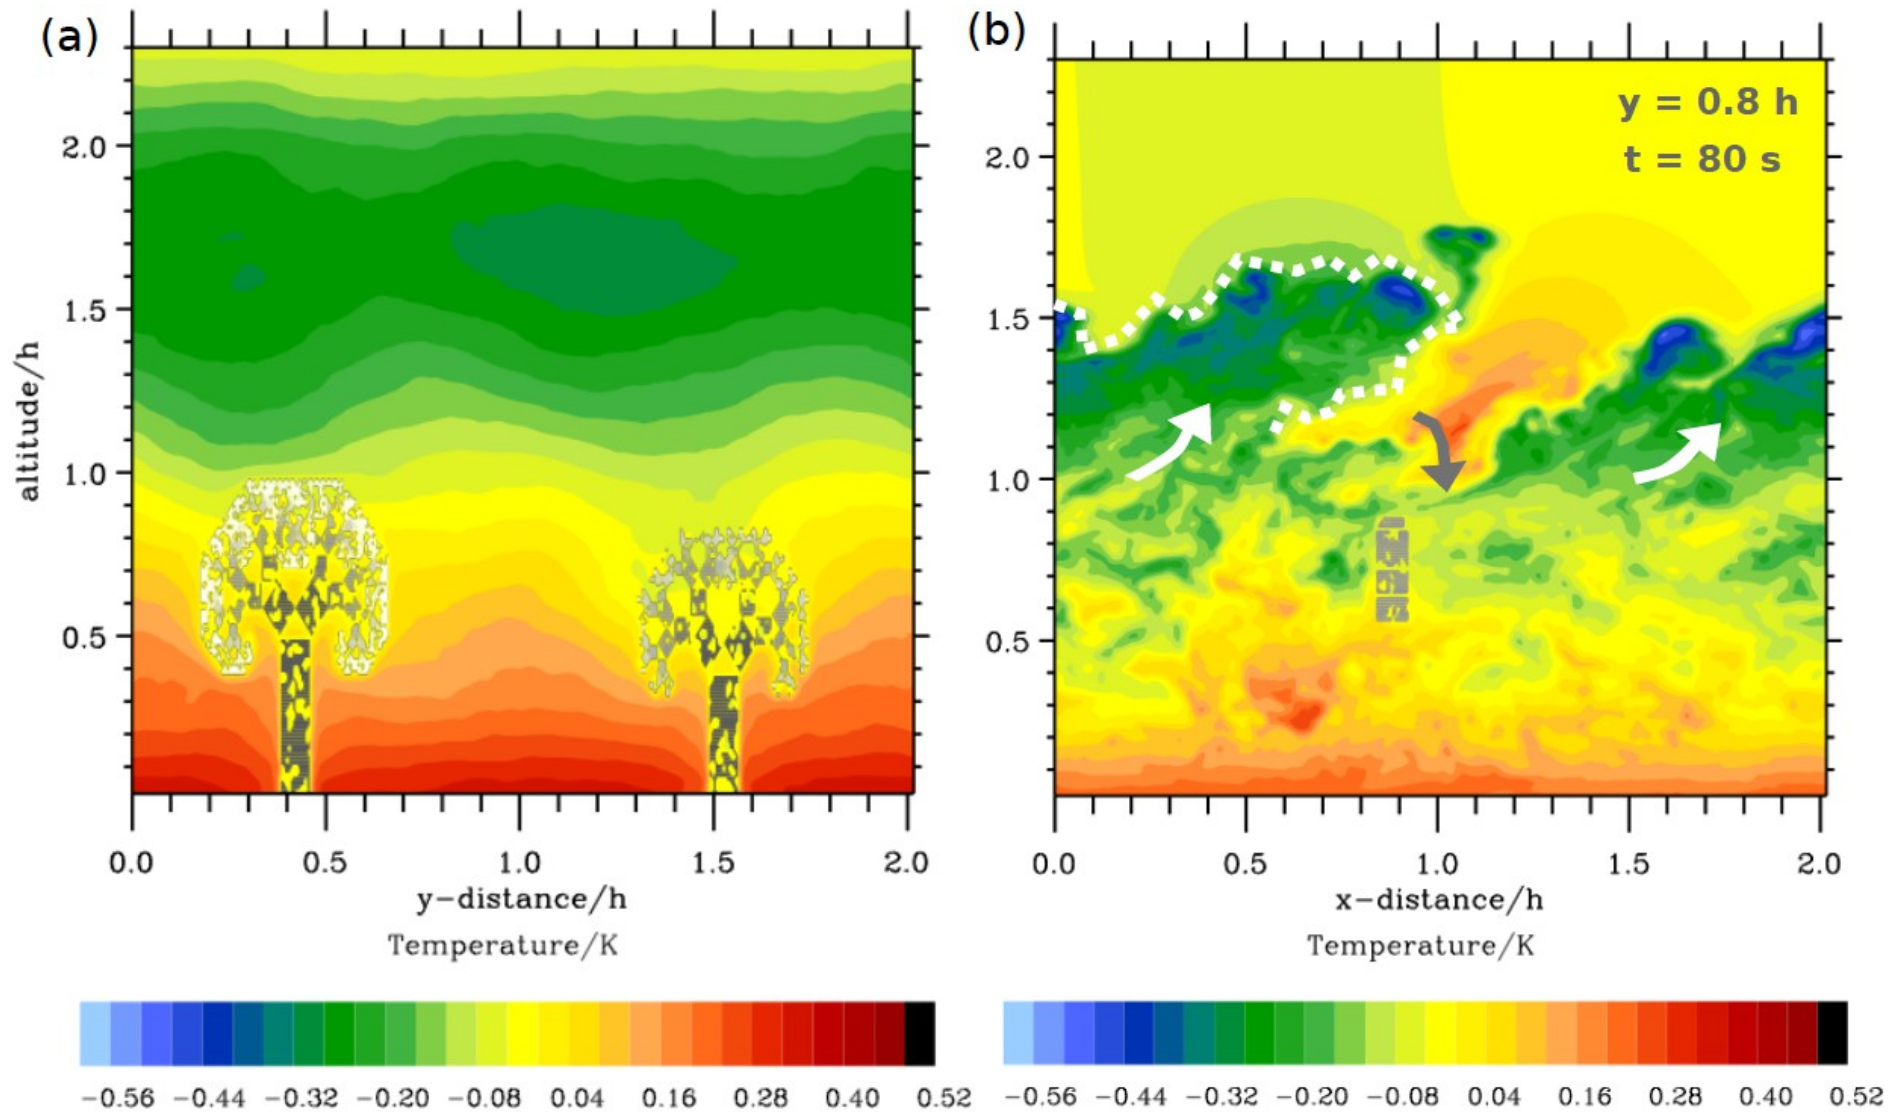 (a)
(b)
y = 0.8 h
t = 80 s
2.0
1.5
1.0
0.5
altitude/h
0.0 0.5 1.0 1.5 2.0
y-distance/h
Temperature/K
-0.56 -0.44 -0.32 -0.20 -0.08 0.04 0.16 0.28 0.40 0.52
2.0
1.5
1.0
0.5
0.0 0.5 1.0 1.5 2.0
x-distance/h
Temperature/K
-0.56 -0.44 -0.32 -0.20 -0.08 0.04 0.16 0.28 0.40 0.52